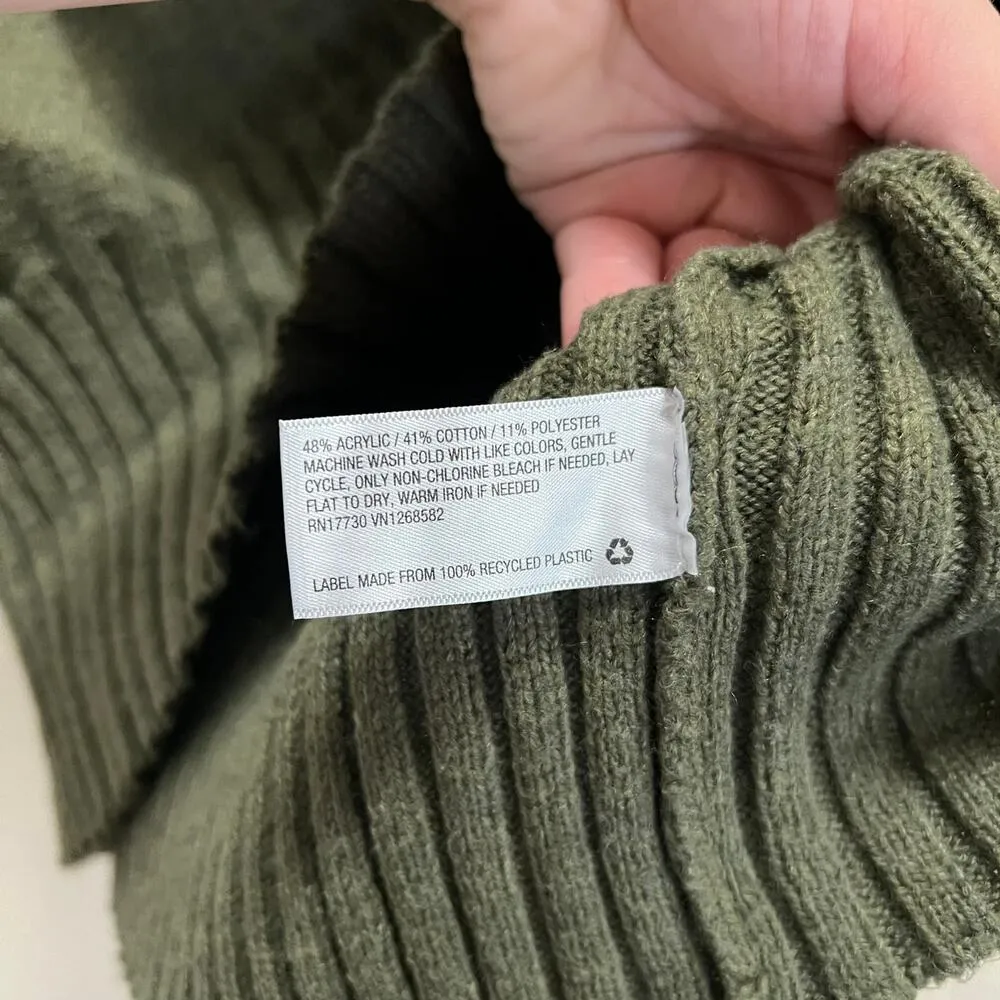 48% ACRYLIC / 41% COTTON / 11% POLYESTER
MACHINE WASH COLD WITH LIKE COLORS, GENTLE
CYCLE, ONLY NON-CHLORINE BLEACH IF NEEDED, LAY
FLAT TO DRY, WARM IRON IF NEEDED
RN17730 VN1268582
LABEL MADE FROM 100% RECYCLED PLASTIC